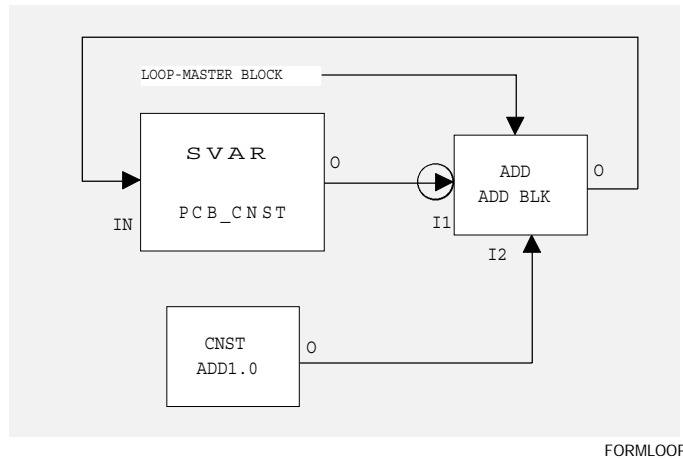 LOOP-MASTER BLOCK
SVAR
PCB_CNST
IN
O
I1
ADD
ADD BLK
O
I2
CNST
ADD1.0
O
FORMLOOP